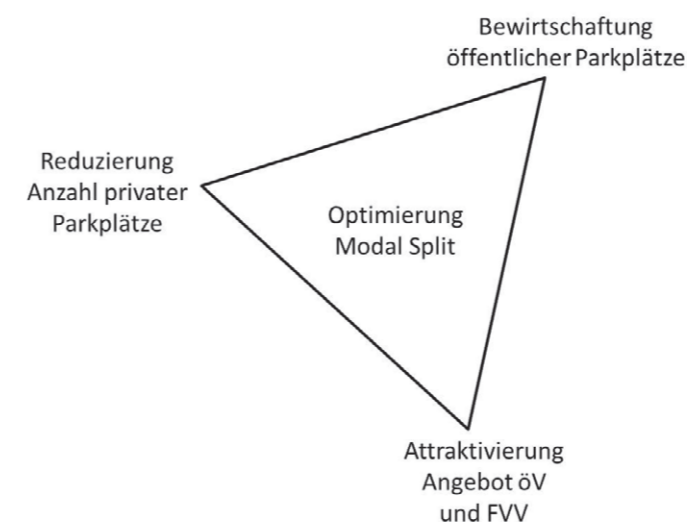 Bewirtschaftung
öffentlicher Parkplätze
Reduzierung
Anzahl privater
Parkplätze
Optimierung
Modal Split
Attraktivierung
Angebot öV
und FVV